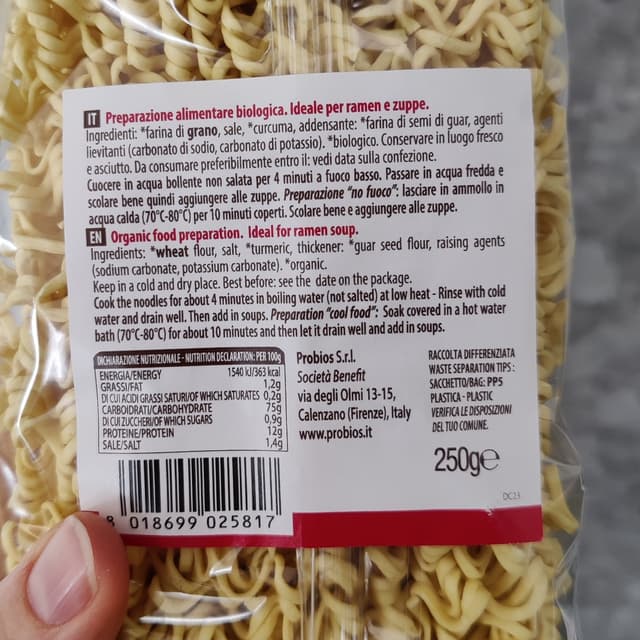 IT Preparazione alimentare biologica. Ideale per ramen e zuppe.
Ingredienti: *farina di grano, sale, *curcuma, addensante: *farina di semi di guar, agenti
lievitanti (carbonato di sodio, carbonato di potassio). *biologico. Conservare in luogo fresco
e asciutto. Da consumare preferibilmente entro il: vedi data sulla confezione.
Cuocere in acqua bollente non salata per 4 minuti a fuoco basso. Passare in acqua fredda e
scolare bene quindi aggiungere alle zuppe. Preparazione "no fuoco": lasciare in ammollo in
acqua calda (70°C-80°C) per 10 minuti coperti. Scolare bene e aggiungere alle zuppe.
EN Organic food preparation. Ideal for ramen soup.
Ingredients: *wheat flour, salt, *turmeric, thickener: *guar seed flour, raising agents
(sodium carbonate, potassium carbonate). *organic.
Keep in a cold and dry place. Best before: see the date on the package.
Cook the noodles for about 4 minutes in boiling water (not salted) at low heat - Rinse with cold
water and drain well. Then add in soups. Preparation "cool food": Soak covered in a hot water
bath (70°C-80°C) for about 10 minutes and then let it drain well and add in soups.
DICHIARAZIONE NUTRIZIONALE - NUTRITION DECLARATION: PER 100g
ENERGIA/ENERGY 1540 kJ/363 kcal
GRASSI/FAT 1,2g
DI CUI ACIDI GRASSI SATURI/OF WHICH SATURATES 0,2g
CARBOIDRATI/CARBOHYDRATE 75g
DI CUI ZUCCHERI/OF WHICH SUGARS 0,9g
PROTEINE/PROTEIN 12g
SALE/SALT 1,4g
8 018699 025817
Probios S.r.l.
Società Benefit
via degli Olmi 13-15,
Calenzano (Firenze), Italy
www.probios.it
RACCOLTA DIFFERENZIATA
WASTE SEPARATION TIPS:
SACCHETTO/BAG: PP5
PLASTICA - PLASTIC
VERIFICA LE DISPOSIZIONI
DEL TUO COMUNE.
250g℮
DC23